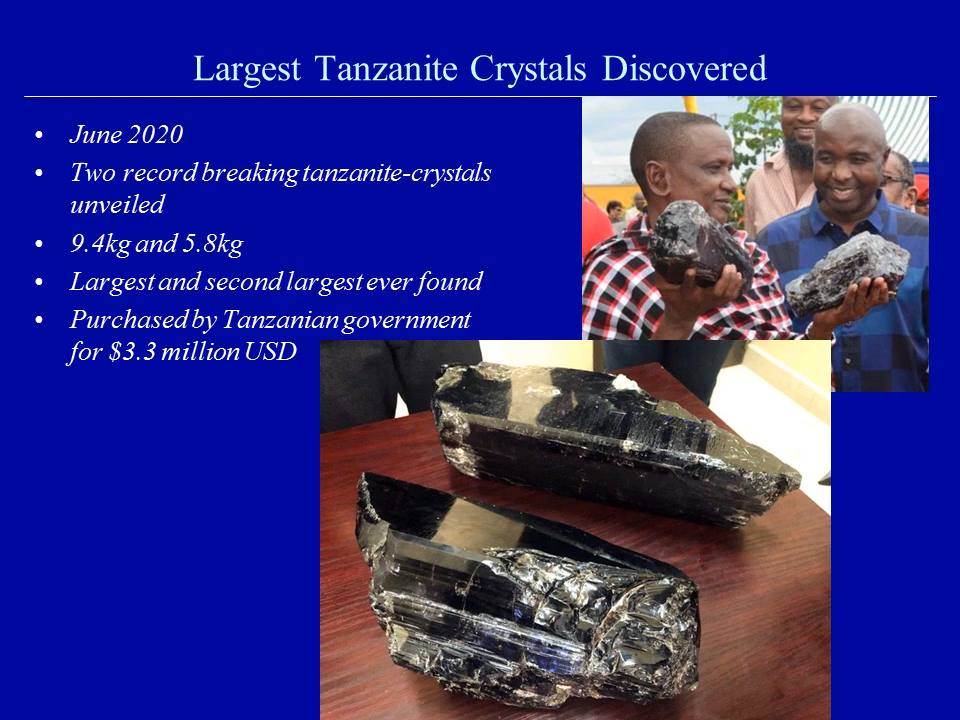 Largest Tanzanite Crystals Discovered
• June 2020
• Two record breaking tanzanite-crystals
unveiled
• 9.4kg and 5.8kg
• Largest and second largest ever found
• Purchased by Tanzanian government
for $3.3 million USD